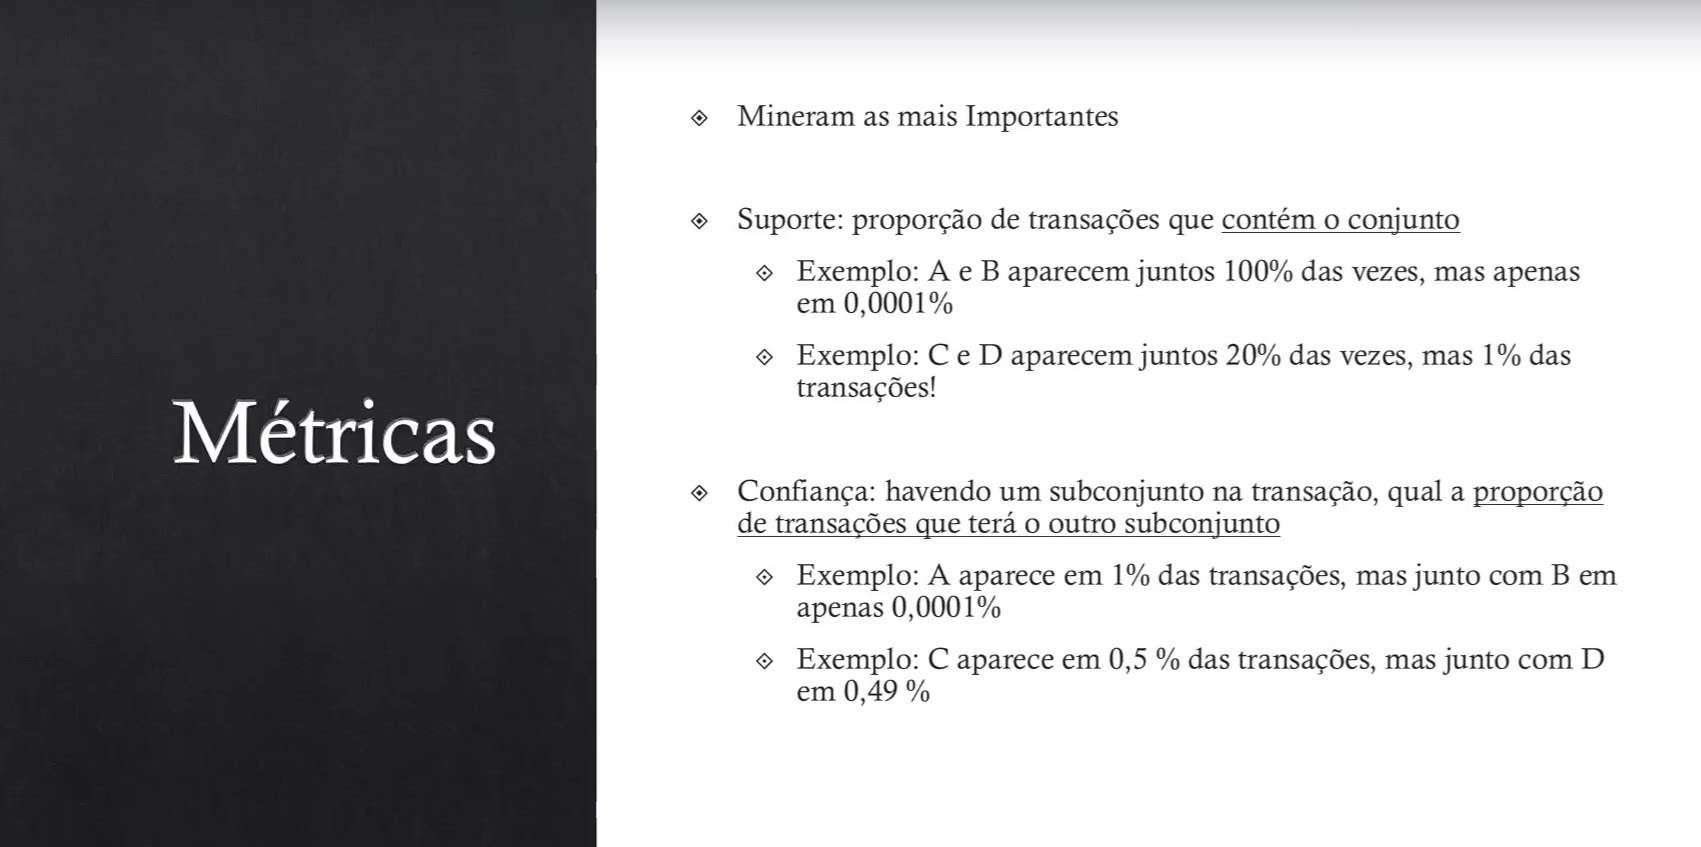 Métricas
Mineram as mais Importantes
Suporte: proporção de transações que contém o conjunto
Exemplo: A e B aparecem juntos 100% das vezes, mas apenas
em 0,0001%
Exemplo: C e D aparecem juntos 20% das vezes, mas 1% das
transações!
Confiança: havendo um subconjunto na transação, qual a proporção
de transações que terá o outro subconjunto
Exemplo: A aparece em 1% das transações, mas junto com B em
apenas 0,0001%
Exemplo: C aparece em 0,5 % das transações, mas junto com D
em 0,49 %